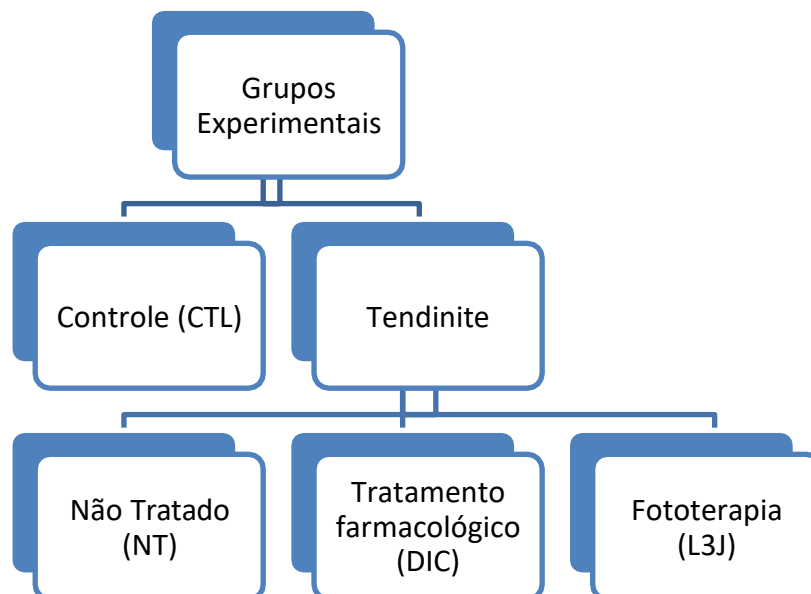 Grupos
Experimentais
Controle (CTL)
Tendinite
Não Tratado
(NT)
Tratamento
farmacológico
(DIC)
Fototerapia
(L3J)